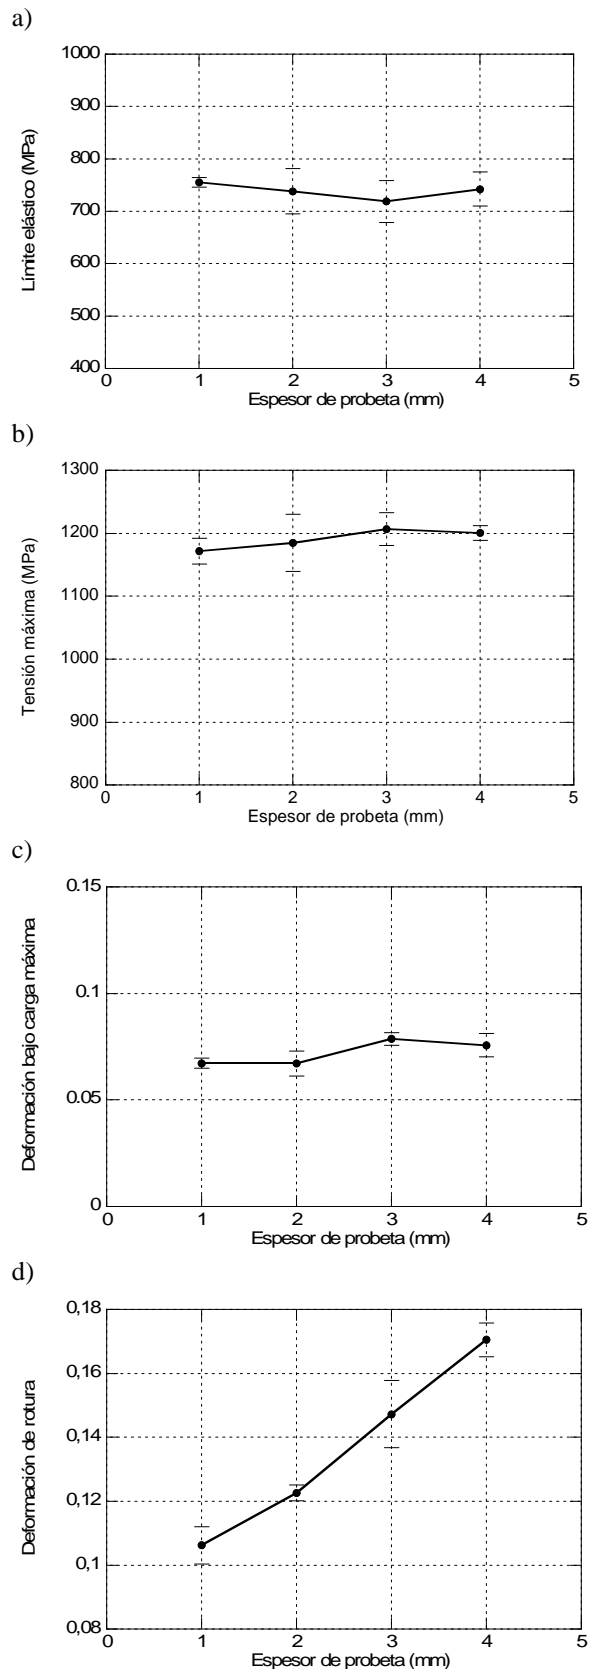 a)
1000
900
800
700
600
500
400
Límite elástico (MPa)
0 1 2 3 4 5
Espesor de probeta (mm)
b)
1300
1200
1100
1000
900
800
Tensión máxima (MPa)
0 1 2 3 4 5
Espesor de probeta (mm)
c)
0.15
0.1
0.05
0
Deformación bajo carga máxima
0 1 2 3 4 5
Espesor de probeta (mm)
d)
0,18
0,16
0,14
0,12
0,1
0,08
Deformación de rotura
0 1 2 3 4 5
Espesor de probeta (mm)